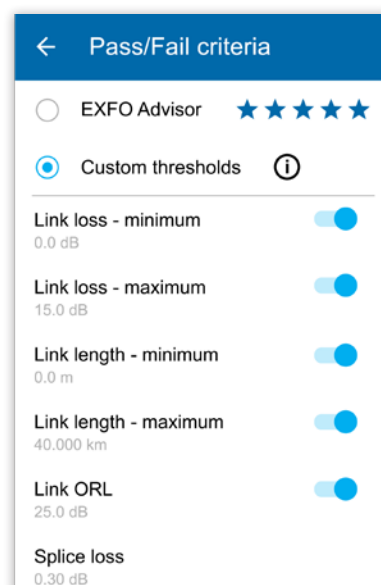 Pass/Fail criteria
EXFO Advisor
Custom thresholds
Link loss - minimum
0.0 dB
Link loss - maximum
15.0 dB
Link length - minimum
0.0 m
Link length - maximum
40.000 km
Link ORL
25.0 dB
Splice loss
0.30 dB